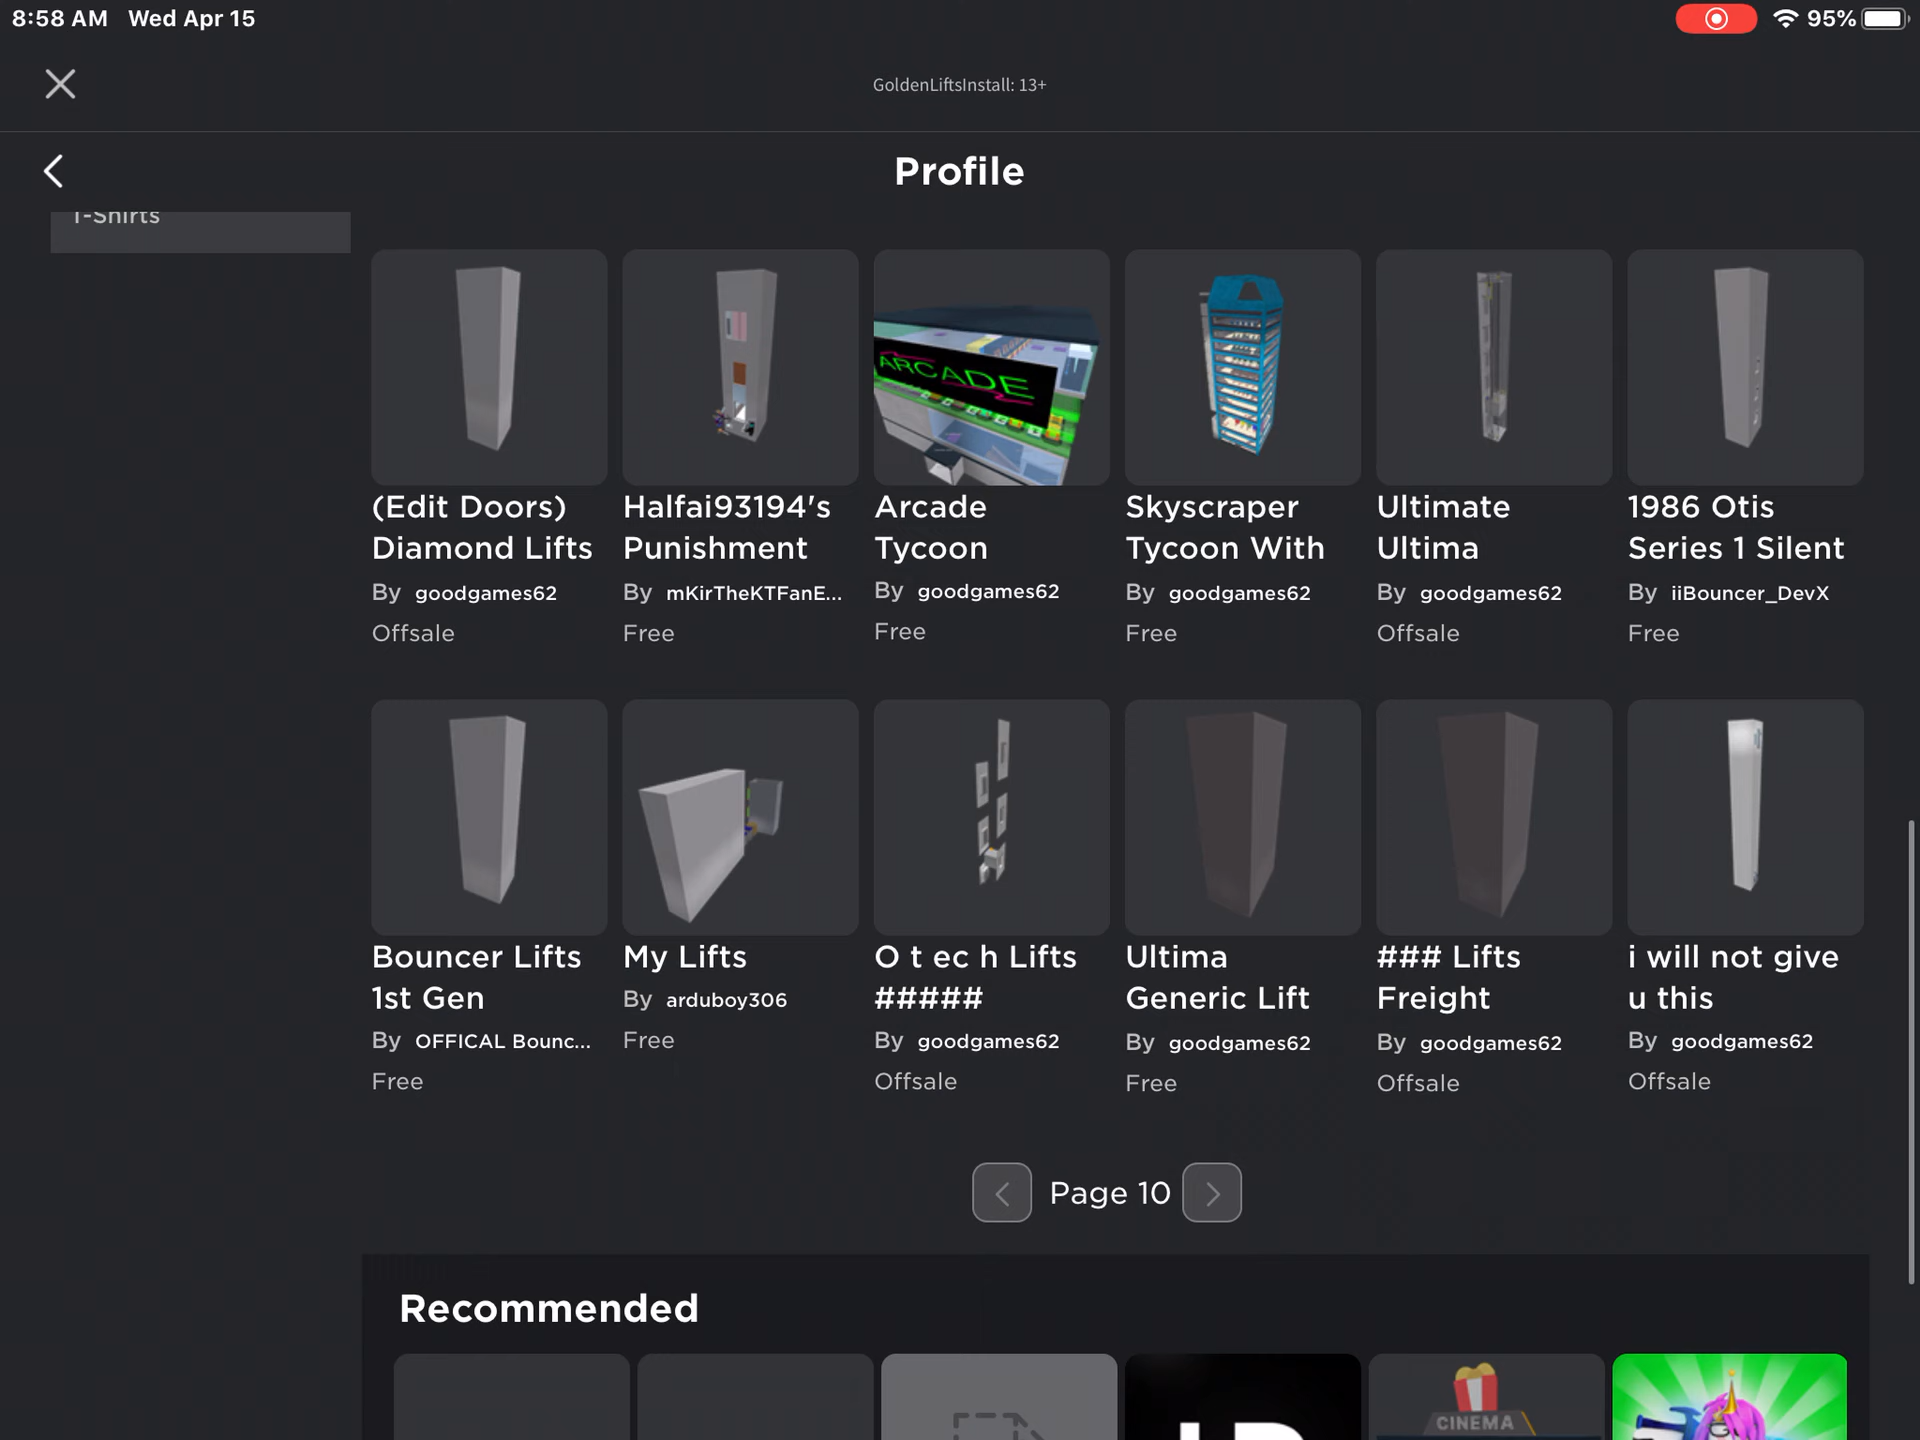 8:58 AM Wed Apr 15
95%
GoldenLiftsInstall: 13+
Profile
T-Shirts
ARCADE
(Edit Doors)
Diamond Lifts
By goodgames62
Offsale
Halfai93194's
Punishment
By mKirTheKTFanE...
Free
Arcade
Tycoon
By goodgames62
Free
Skyscraper
Tycoon With
By goodgames62
Free
Ultimate
Ultima
By goodgames62
Offsale
1986 Otis
Series 1 Silent
By iiBouncer_DevX
Free
Bouncer Lifts
1st Gen
By OFFICAL Bounc...
Free
My Lifts
By arduboy306
Free
O t ec h Lifts
#####
By goodgames62
Offsale
Ultima
Generic Lift
By goodgames62
Free
### Lifts
Freight
By goodgames62
Offsale
i will not give
u this
By goodgames62
Offsale
Page 10
Recommended
CINEMA